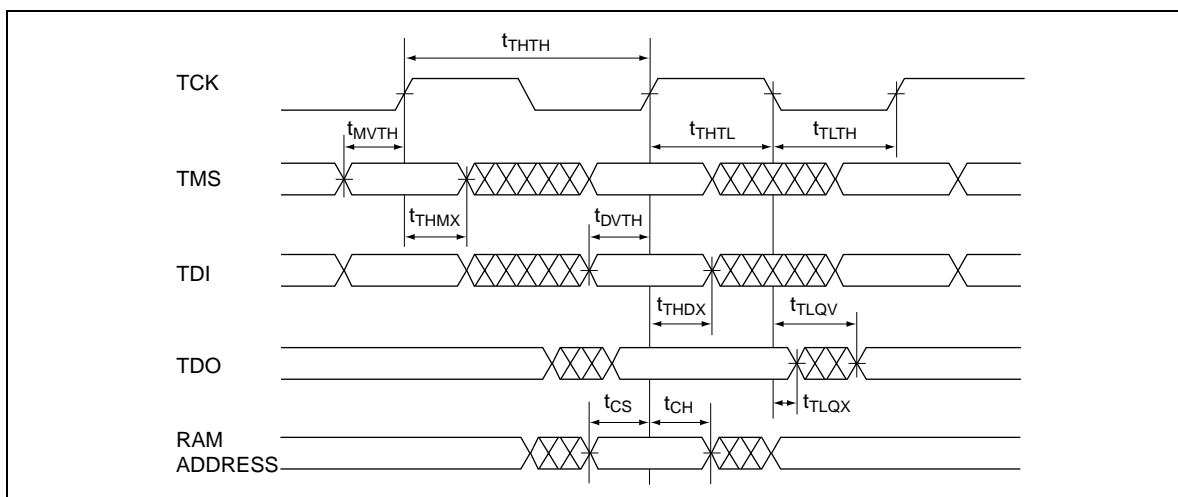 tTHTH
TCK
tMVTH
tTHTL
tTLTH
TMS
tTHMX
tDVTH
TDI
tTHDX
tTLQV
TDO
tTLQX
tCS
tCH
RAM
ADDRESS